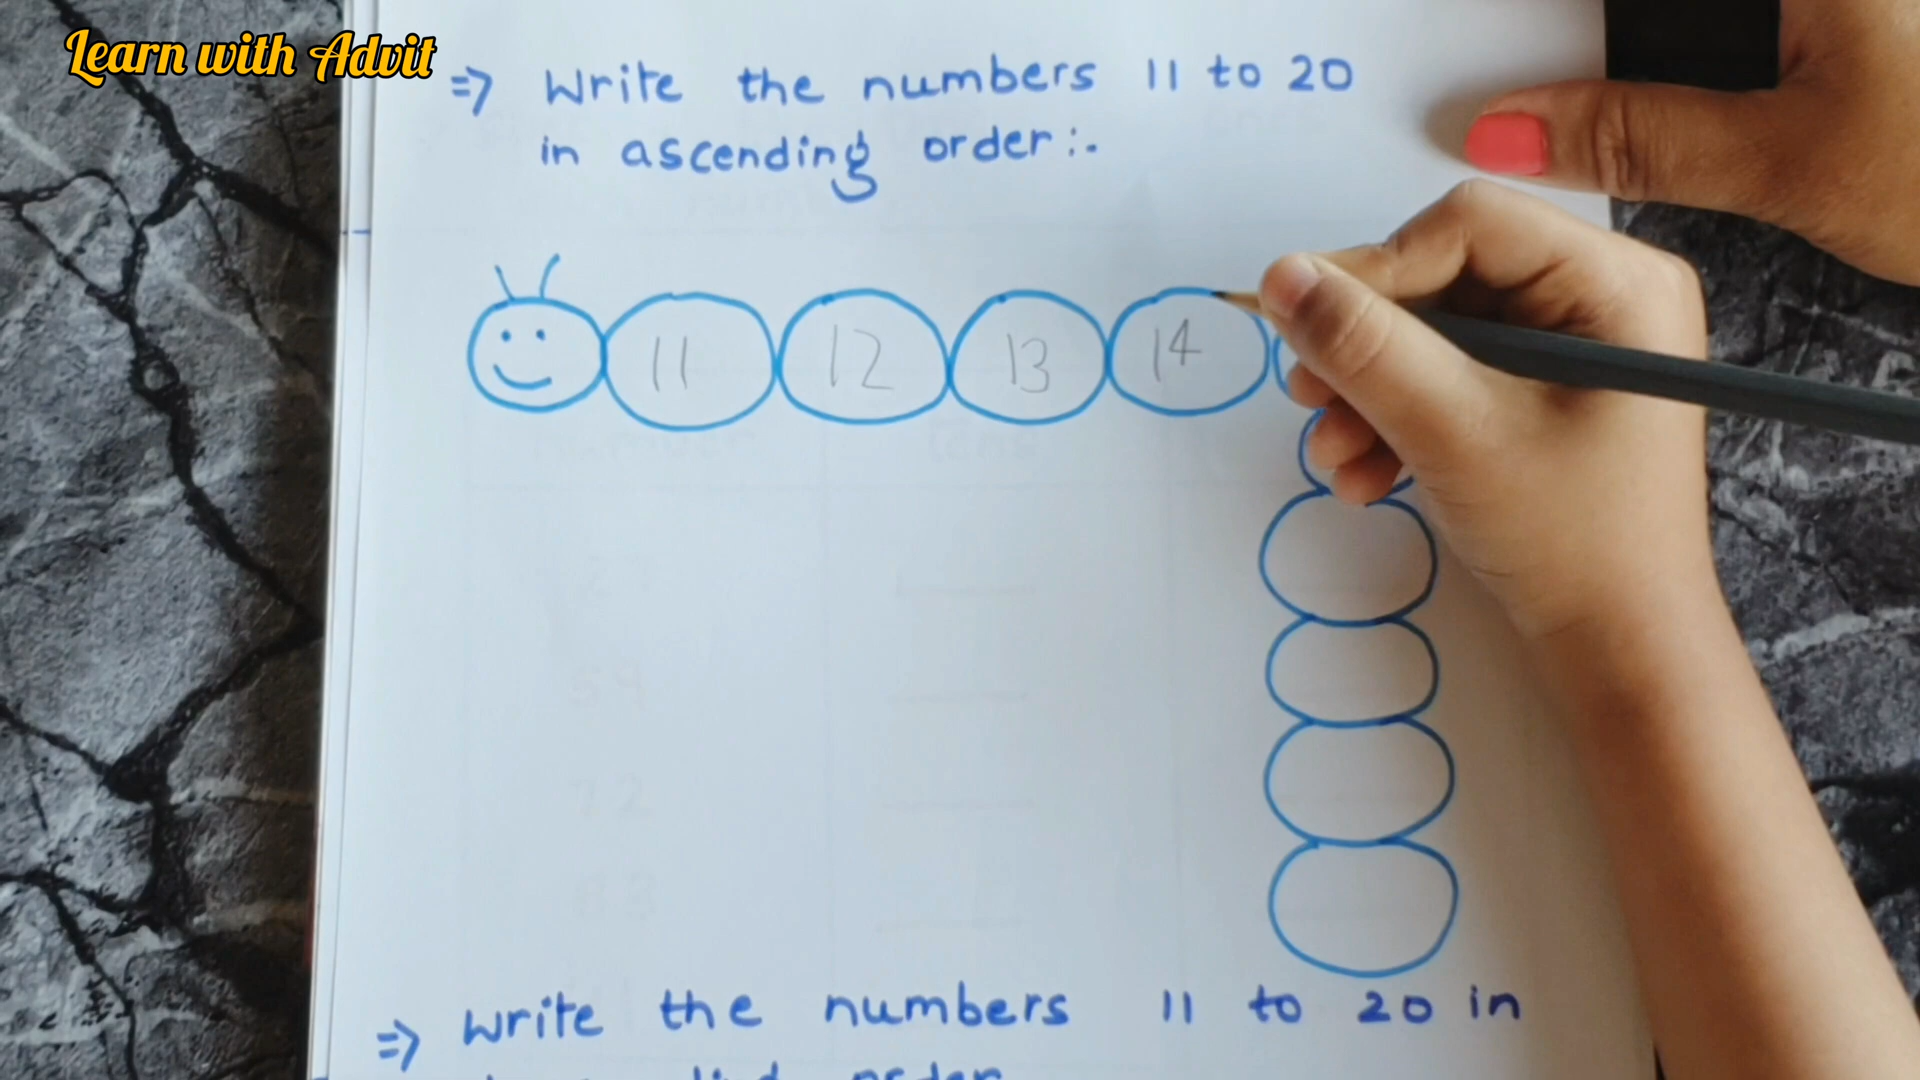 Learn with Advit
=> Write the numbers 11 to 20
in ascending order :-
11 12 13 14
=> Write the numbers 11 to 20 in
order